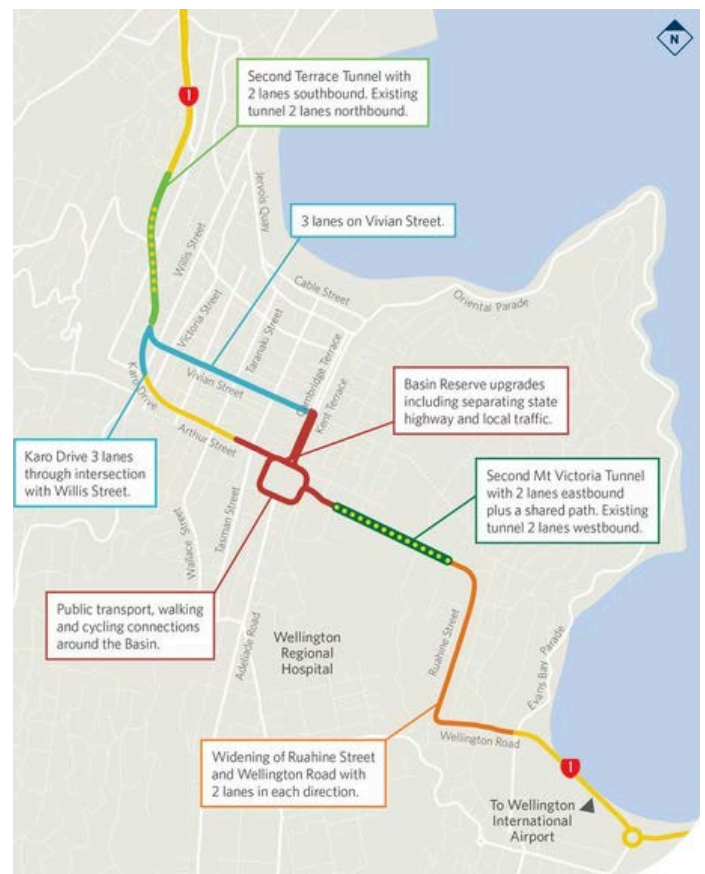 N
1
Second Terrace Tunnel with
2 lanes southbound. Existing
tunnel 2 lanes northbound.
Jervois Quay
3 lanes on Vivian Street.
Willis Street
Cable Street
Oriental Parade
Victoria Street
Taranaki Street
Cambridge Terrace
Kent Terrace
Vivian Street
Karo Drive
Basin Reserve upgrades
including separating state
highway and local traffic.
Arthur Street
Karo Drive 3 lanes
through intersection
with Willis Street.
Second Mt Victoria Tunnel
with 2 lanes eastbound
plus a shared path. Existing
tunnel 2 lanes westbound.
Wallace Street
Tasman Street
Public transport, walking
and cycling connections
around the Basin.
Adelaide Road
Wellington
Regional
Hospital
Ruahine Street
Evans Bay Parade
Wellington Road
Widening of Ruahine Street
and Wellington Road with
2 lanes in each direction.
1
To Wellington
International
Airport